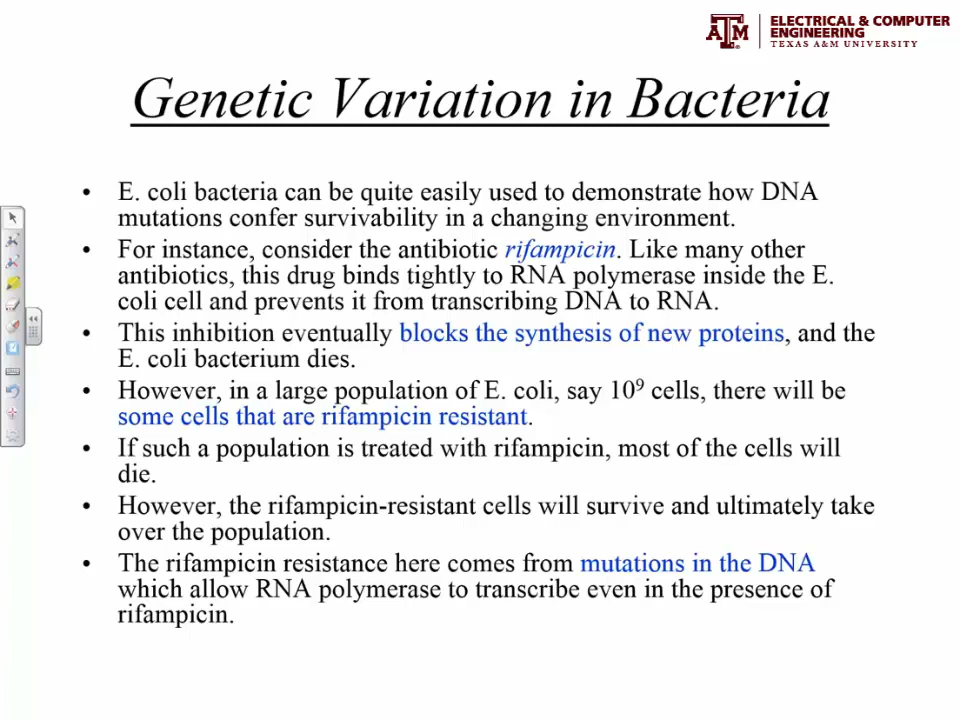 ELECTRICAL & COMPUTER
ENGINEERING
TEXAS A&M UNIVERSITY
Genetic Variation in Bacteria
• E. coli bacteria can be quite easily used to demonstrate how DNA
mutations confer survivability in a changing environment.
• For instance, consider the antibiotic rifampicin. Like many other
antibiotics, this drug binds tightly to RNA polymerase inside the E.
coli cell and prevents it from transcribing DNA to RNA.
• This inhibition eventually blocks the synthesis of new proteins, and the
E. coli bacterium dies.
• However, in a large population of E. coli, say 10⁹ cells, there will be
some cells that are rifampicin resistant.
• If such a population is treated with rifampicin, most of the cells will
die.
• However, the rifampicin-resistant cells will survive and ultimately take
over the population.
• The rifampicin resistance here comes from mutations in the DNA
which allow RNA polymerase to transcribe even in the presence of
rifampicin.